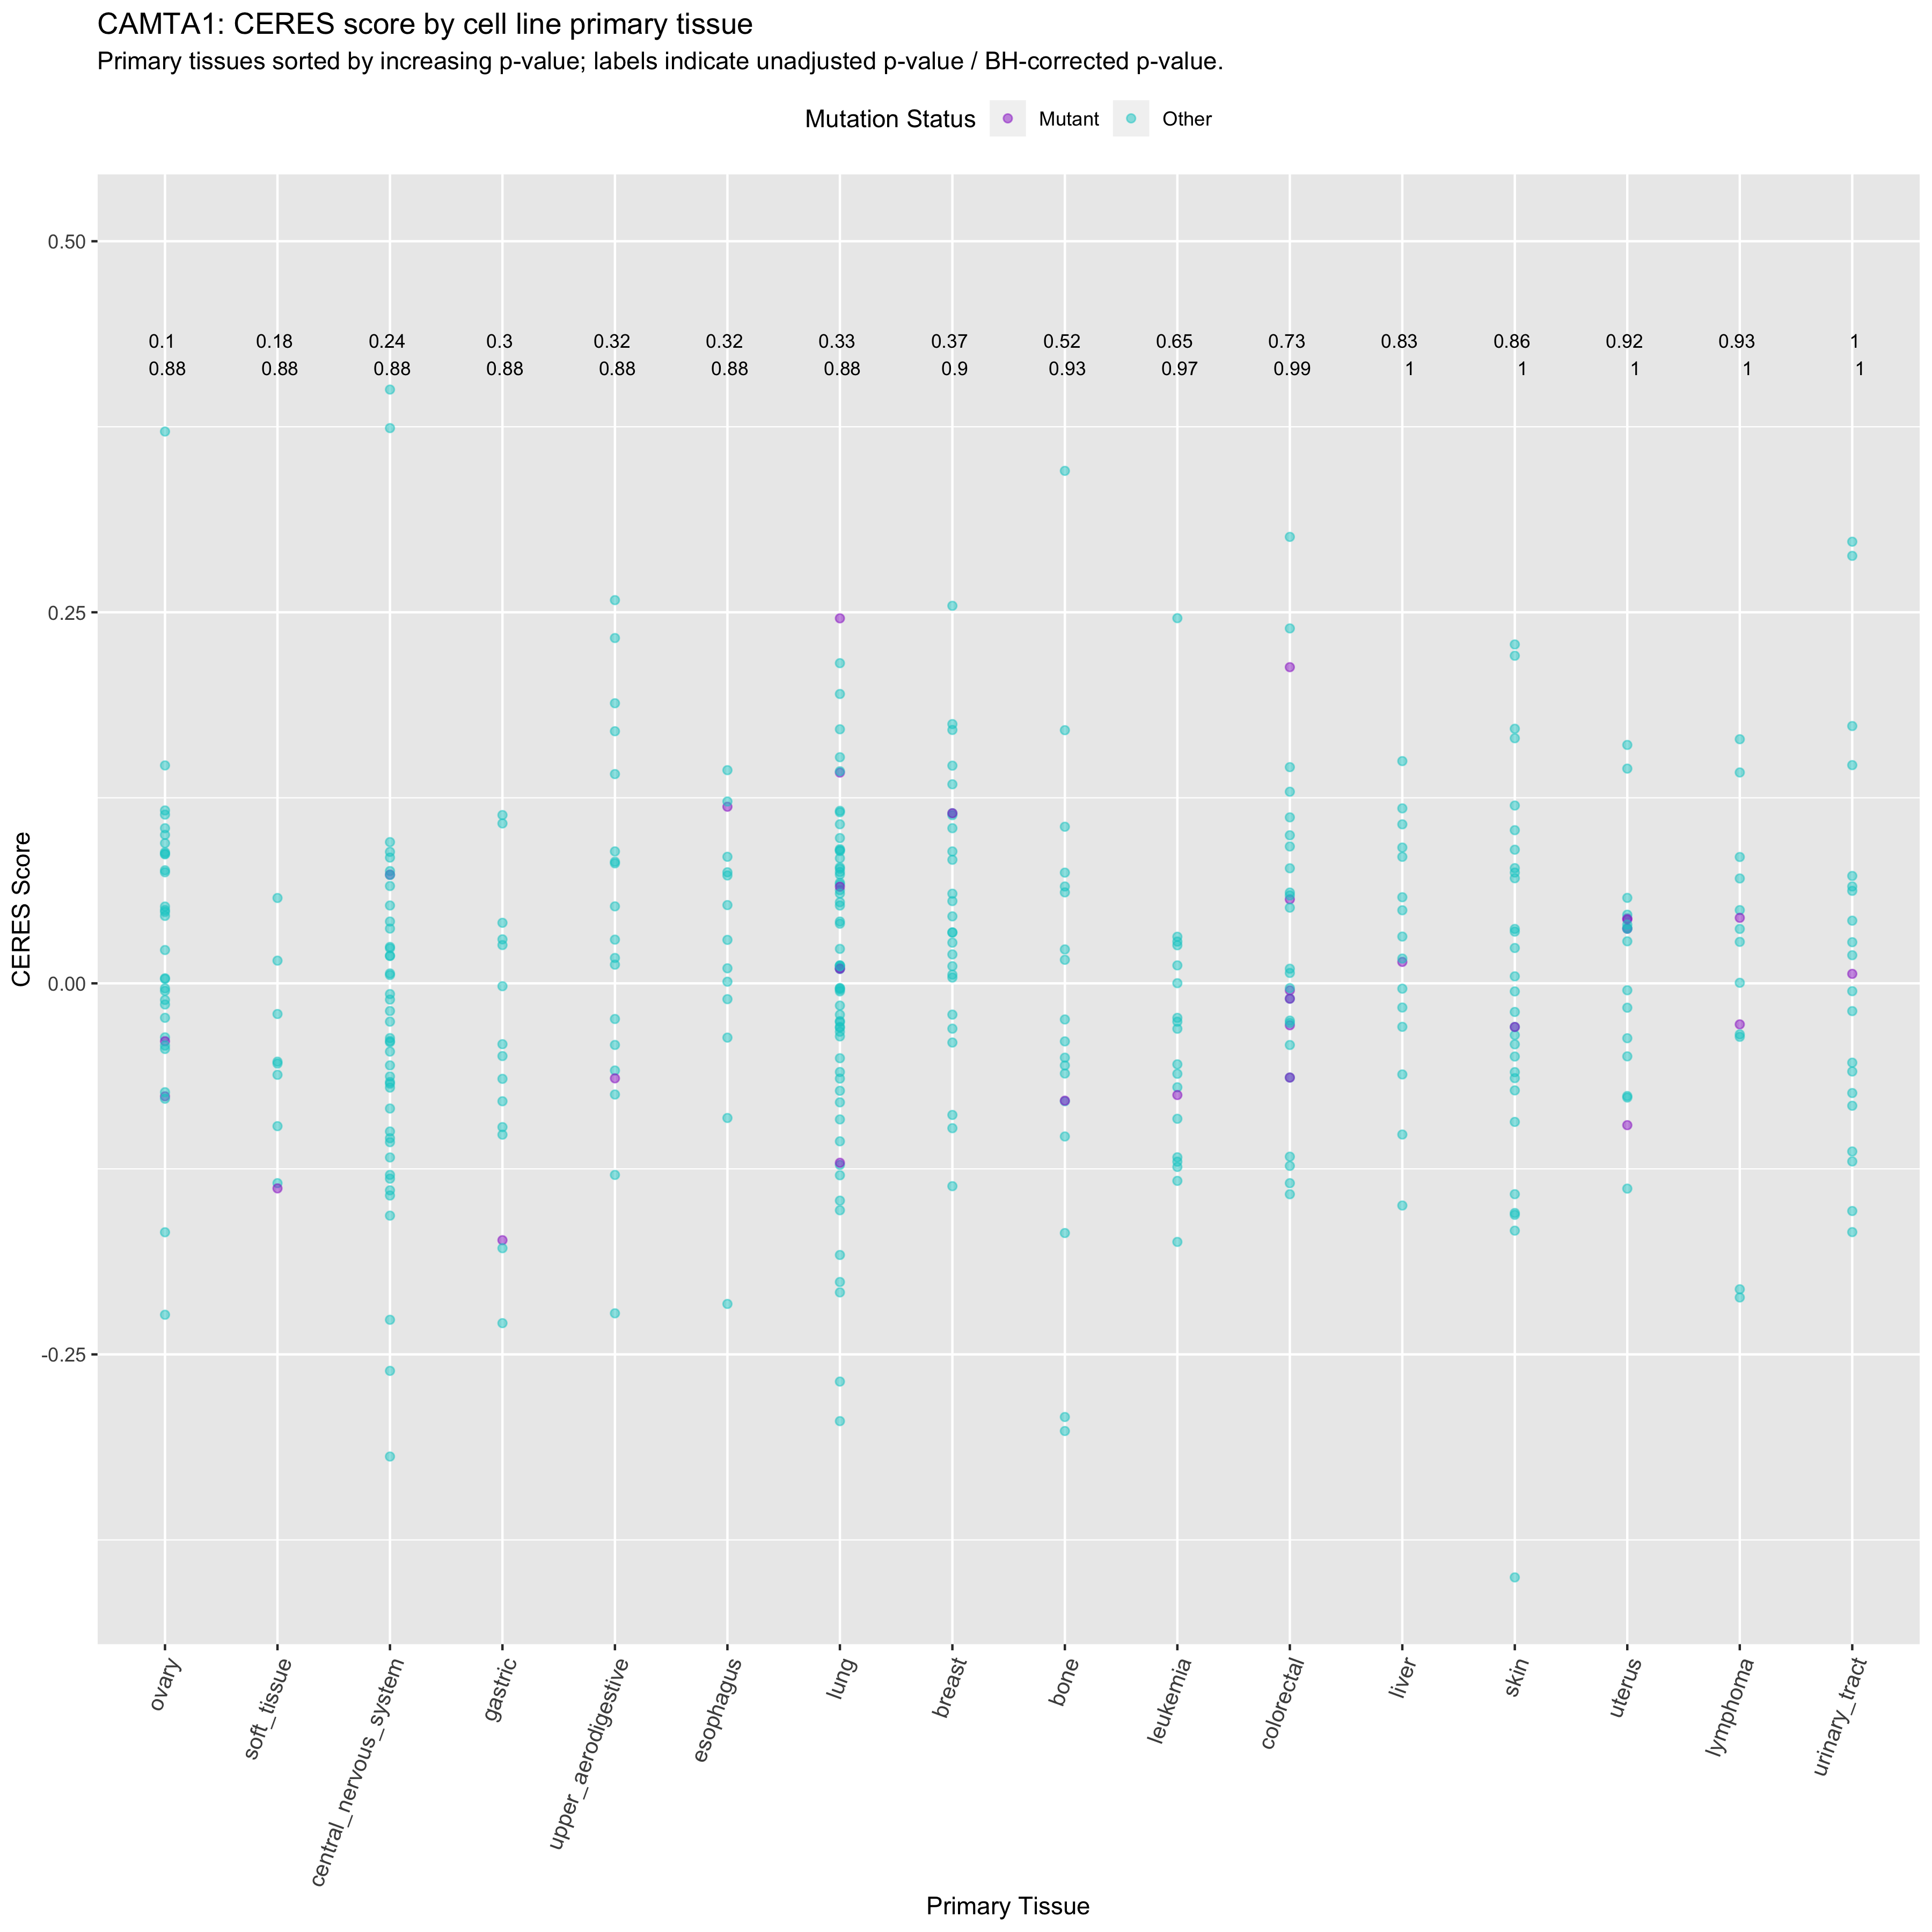 CAMTA1: CERES score by cell line primary tissue
Primary tissues sorted by increasing p-value; labels indicate unadjusted p-value / BH-corrected p-value.
Mutation Status Mutant Other
0.50
0.1 0.18 0.24 0.3 0.32 0.32 0.33 0.37 0.52 0.65 0.73 0.83 0.86 0.92 0.93 1
0.88 0.88 0.88 0.88 0.88 0.88 0.88 0.9 0.93 0.97 0.99 1 1 1 1 1
0.25
0.00
-0.25
CERES Score
ovary
soft_tissue
central_nervous_system
gastric
upper_aerodigestive
esophagus
lung
breast
bone
leukemia
colorectal
liver
skin
uterus
lymphoma
urinary_tract
Primary Tissue